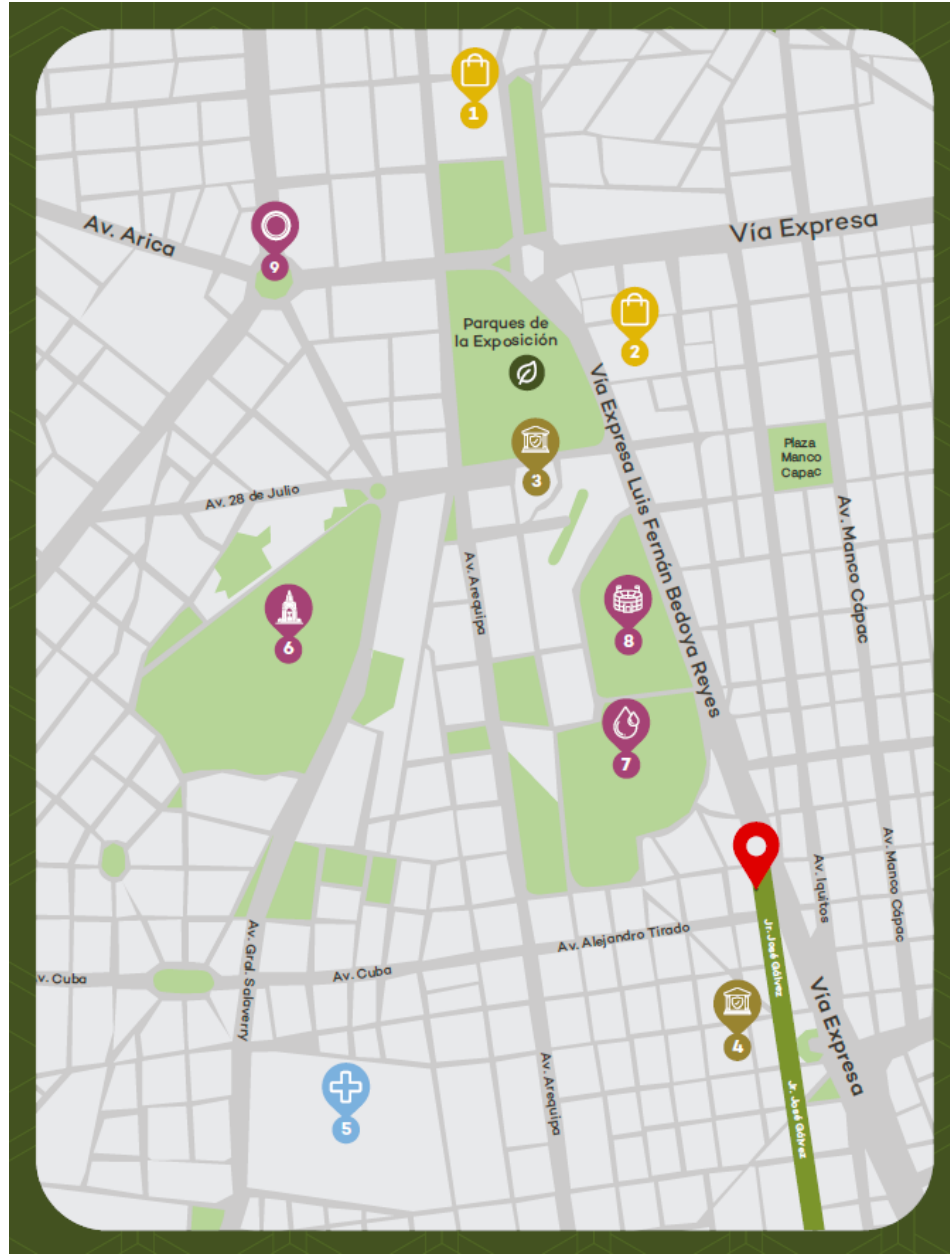 1
Av. Arica
9
Vía Expresa
2
Parques de
la Exposición
3
Plaza
Manco
Capac
Av. 28 de Julio
Vía Expresa Luis Fernán Bedoya Reyes
Av. Manco Cápac
Av. Arequipa
6
8
7
Av. Iquitos
Av. Manco Cápac
Av. Gral. Salaverry
Av. Alejandro Tirado
Jr. José Gálvez
v. Cuba
Av. Cuba
4
Vía Expresa
5
Av. Arequipa
Jr. José Gálvez